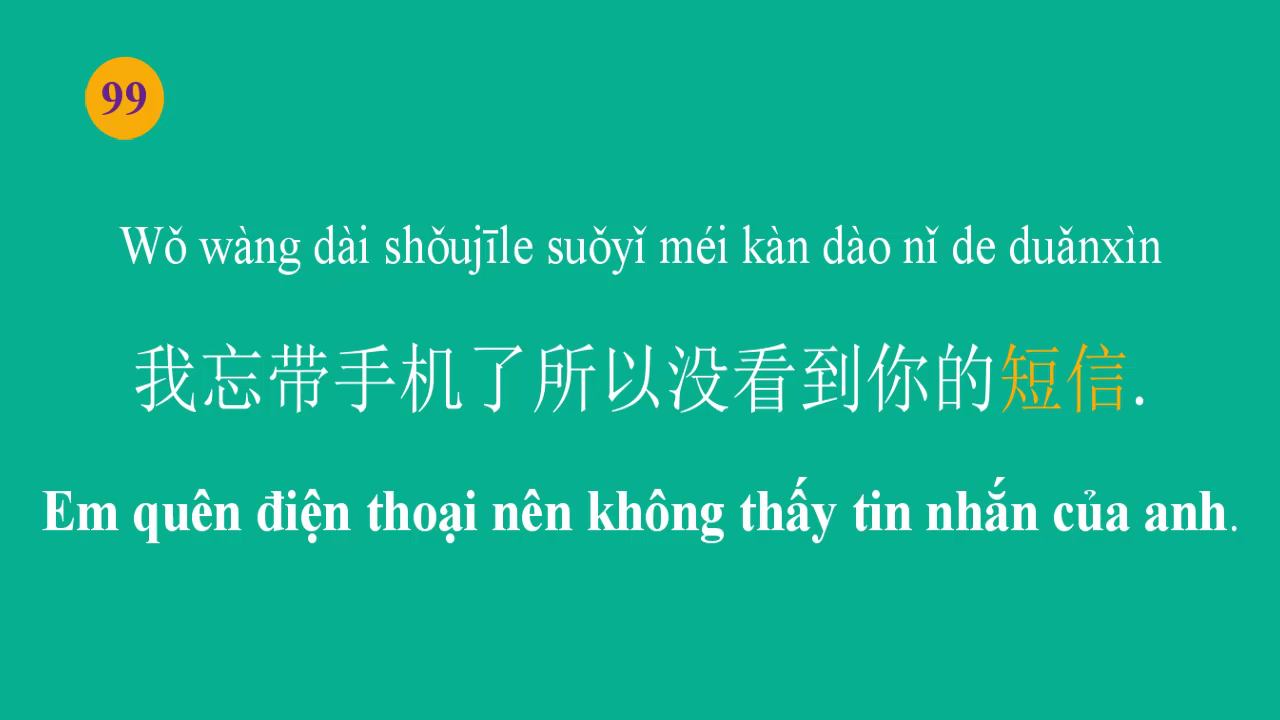 99
Wǒ wàng dài shǒujīle suǒyǐ méi kàn dào nǐ de duǎnxìn
我忘带手机了所以没看到你的短信.
Em quên điện thoại nên không thấy tin nhắn của anh.